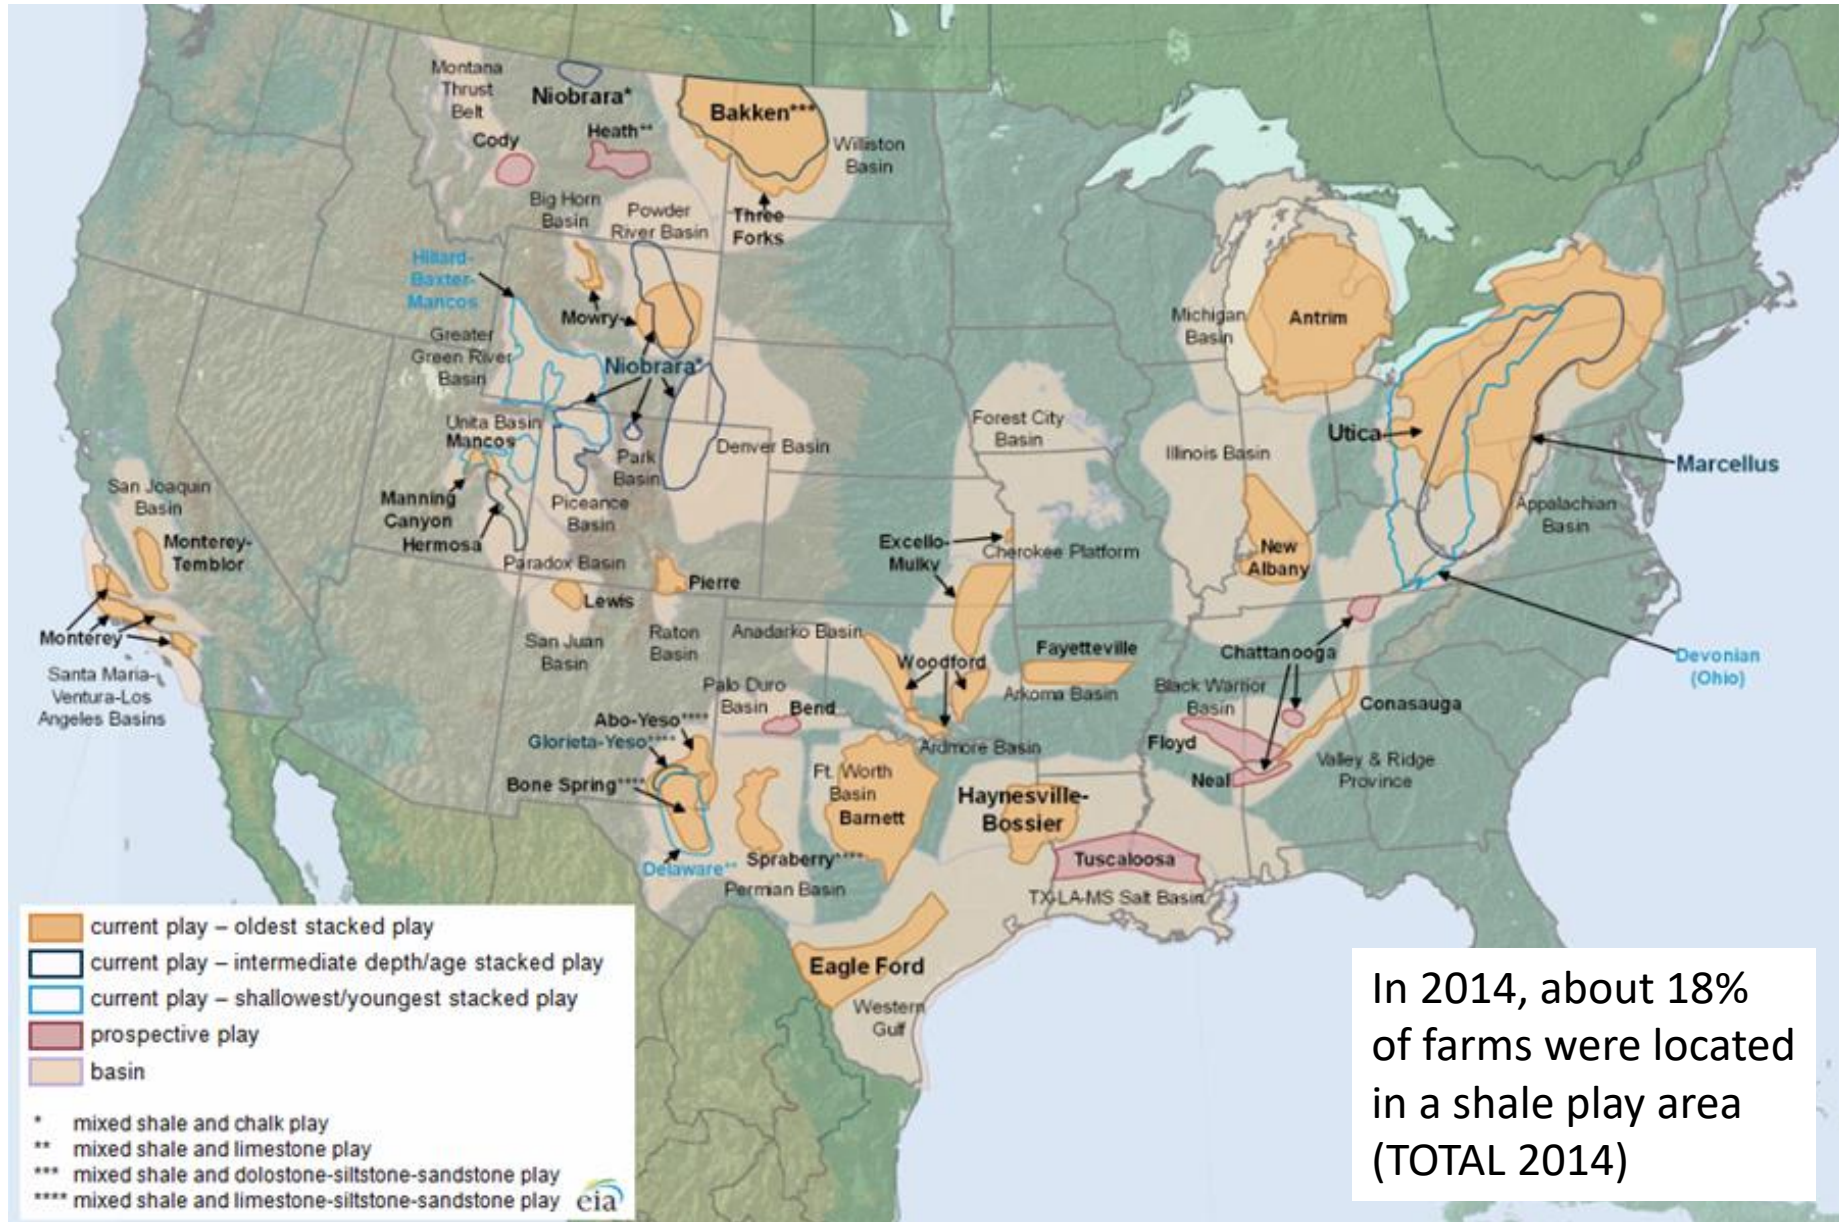 Montana
Thrust
Belt
Niobrara*
Bakken***
Heath**
Cody
Williston
Basin
Big Horn
Basin
Powder
River Basin
Three
Forks
Hillard-
Baxter-
Mancos
Mowry
Michigan
Basin
Antrim
Greater
Green River
Basin
Niobrara*
Unita Basin
Mancos
Park
Basin
Denver Basin
Forest City
Basin
Illinois Basin
Utica
Marcellus
San Joaquin
Basin
Manning
Canyon
Piceance
Basin
Appalachian
Basin
Hermosa
Monterey-
Temblor
Paradox Basin
Excello-
Mulky
Cherokee Platform
New
Albany
Pierre
Lewis
Monterey
San Juan
Basin
Raton
Basin
Anadarko Basin
Woodford
Fayetteville
Arkoma Basin
Chattanooga
Devonian
(Ohio)
Santa Maria-
Ventura-Los
Angeles Basins
Palo Duro
Basin
Bend
Black Warrior
Basin
Conasauga
Abo-Yeso****
Glorieta-Yeso****
Bone Spring****
Ardmore Basin
Floyd
Neal
Valley & Ridge
Province
Ft. Worth
Basin
Barnett
Haynesville-
Bossier
Delaware**
Spraberry****
Permian Basin
Tuscaloosa
TX-LA-MS Salt Basin
Eagle Ford
Western
Gulf
current play – oldest stacked play
current play – intermediate depth/age stacked play
current play – shallowest/youngest stacked play
prospective play
basin
* mixed shale and chalk play
** mixed shale and limestone play
*** mixed shale and dolostone-siltstone-sandstone play
**** mixed shale and limestone-siltstone-sandstone play
eia
In 2014, about 18%
of farms were located
in a shale play area
(TOTAL 2014)